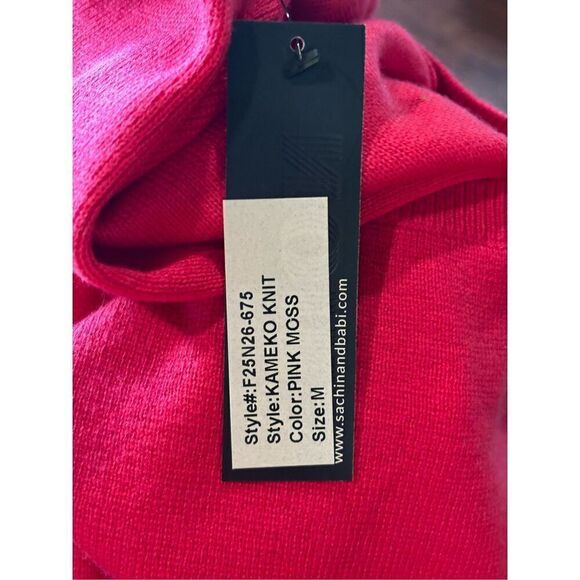 Style#:F25N26-675
Style:KAMEKO KNIT
Color:PINK MOSS
Size:M
www.sachinandbabi.com